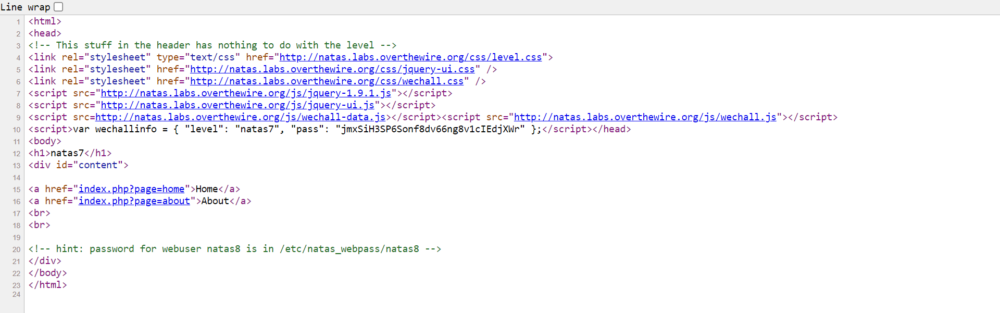 Line wrap
1 <html>
2 <head>
3 <!-- This stuff in the header has nothing to do with the level -->
4 <link rel="stylesheet" type="text/css" href="http://natas.labs.overthewire.org/css/level.css">
5 <link rel="stylesheet" href="http://natas.labs.overthewire.org/css/jquery-ui.css" />
6 <link rel="stylesheet" href="http://natas.labs.overthewire.org/css/wechall.css" />
7 <script src="http://natas.labs.overthewire.org/js/jquery-1.9.1.js"></script>
8 <script src="http://natas.labs.overthewire.org/js/jquery-ui.js"></script>
9 <script src=http://natas.labs.overthewire.org/js/wechall-data.js></script><script src="http://natas.labs.overthewire.org/js/wechall.js"></script>
10 <script>var wechallinfo = { "level": "natas7", "pass": "jmxSiH3SP6Sonf8dv66ng8v1cIEdjXWr" };</script></head>
11 <body>
12 <h1>natas7</h1>
13 <div id="content">
14
15 <a href="index.php?page=home">Home</a>
16 <a href="index.php?page=about">About</a>
17 <br>
18 <br>
19
20 <!-- hint: password for webuser natas8 is in /etc/natas_webpass/natas8 -->
21 </div>
22 </body>
23 </html>
24